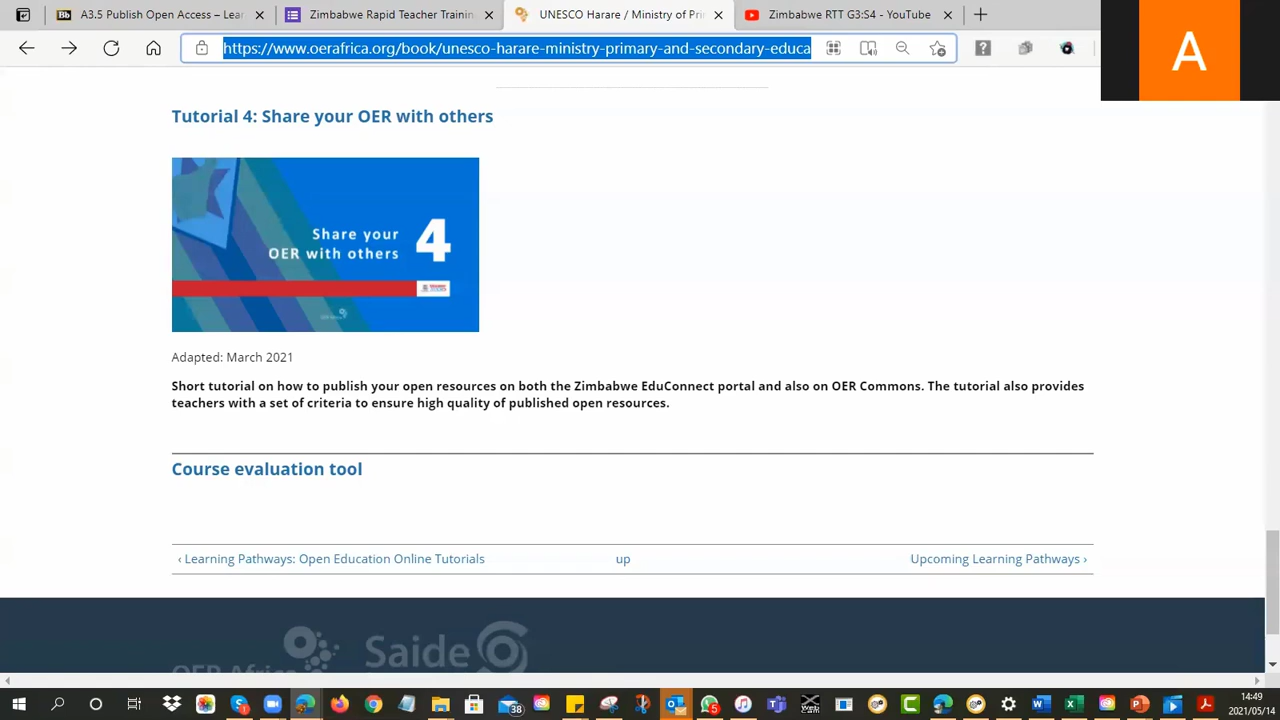 A3.5 Publish Open Access – Lear
Zimbabwe Rapid Teacher Training
UNESCO Harare / Ministry of Pri
Zimbabwe RTT G3:S4 - YouTube
https://www.oerafrica.org/book/unesco-harare-ministry-primary-and-secondary-educa
A
Tutorial 4: Share your OER with others
Share your
OER with others
4
Adapted: March 2021
Short tutorial on how to publish your open resources on both the Zimbabwe EduConnect portal and also on OER Commons. The tutorial also provides
teachers with a set of criteria to ensure high quality of published open resources.
Course evaluation tool
‹ Learning Pathways: Open Education Online Tutorials
up
Upcoming Learning Pathways ›
OER Africa
Saide
38
5
14:49
2021/05/14